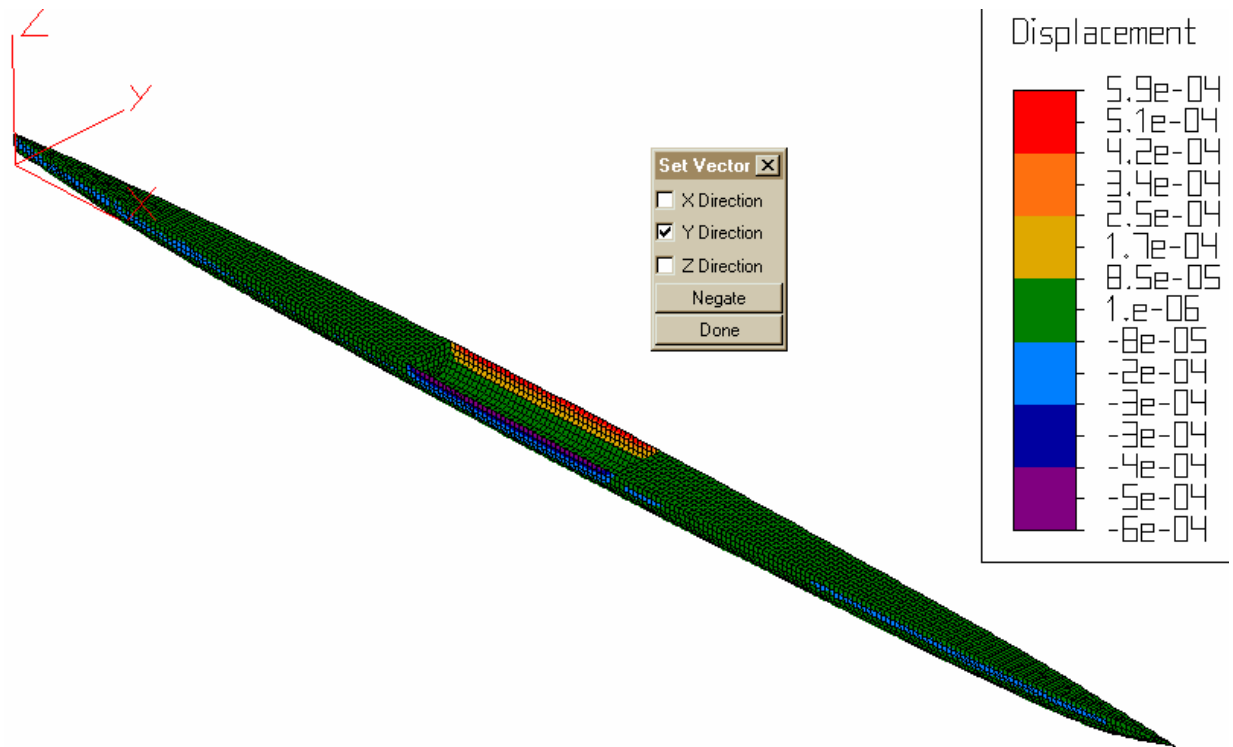 Z
Y
X
Set Vector
X Direction
Y Direction
Z Direction
Negate
Done
Displacement
5.9e-04
5.1e-04
4.2e-04
3.4e-04
2.5e-04
1.7e-04
8.5e-05
1.e-06
-8e-05
-2e-04
-3e-04
-3e-04
-4e-04
-5e-04
-6e-04